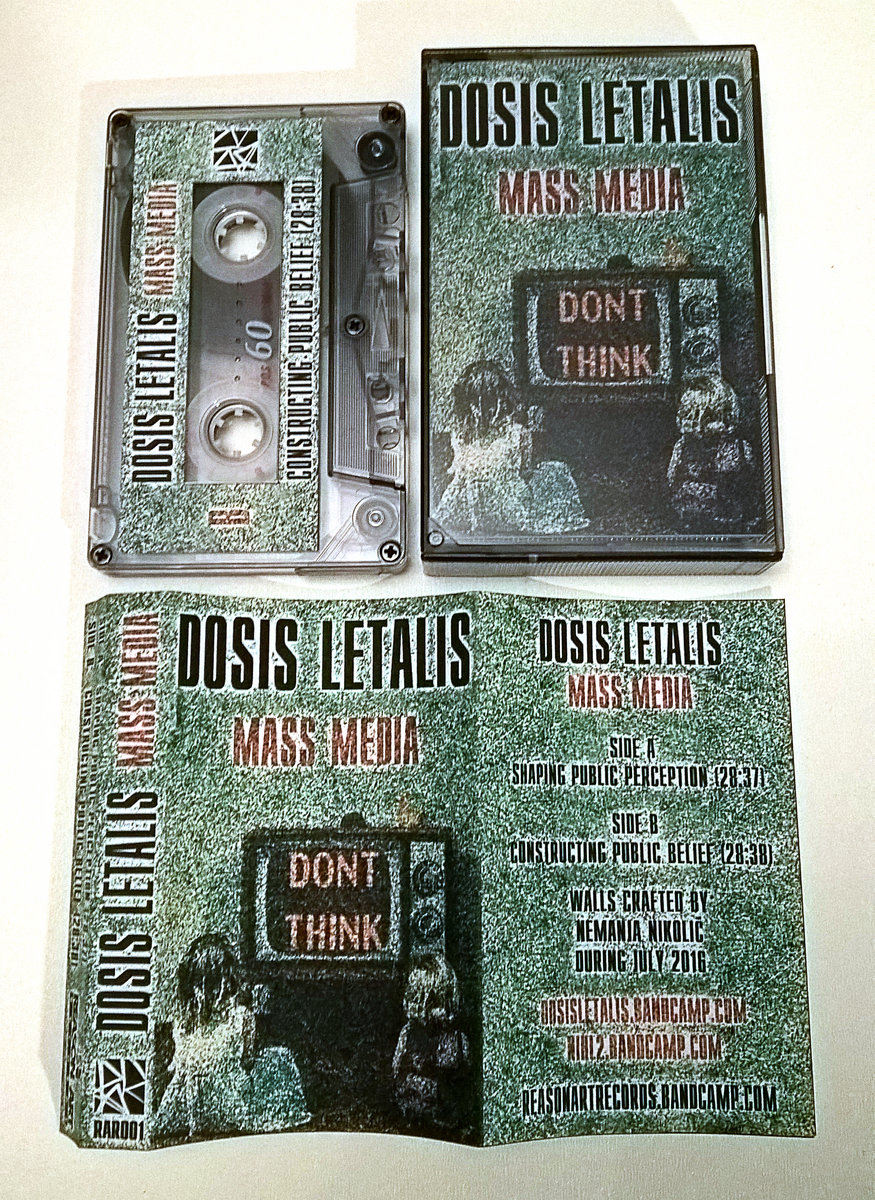 DOSIS LETALIS
MASS MEDIA
CONSTRUCTING PUBLIC BELIEF (28:38)
60
B
DOSIS LETALIS
MASS MEDIA
DONT
THINK
DOSIS LETALIS
MASS MEDIA
RAR001
DOSIS LETALIS
MASS MEDIA
DONT
THINK
DOSIS LETALIS
MASS MEDIA
SIDE A
SHAPING PUBLIC PERCEPTION (28:37)
SIDE B
CONSTRUCTING PUBLIC BELIEF (28:38)
WALLS CRAFTED BY
NEMANJA NIKOLIC
DURING JULY 2016
DOSISLETALIS.BANDCAMP.COM
NIHL2.BANDCAMP.COM
REASONARTRECORDS.BANDCAMP.COM